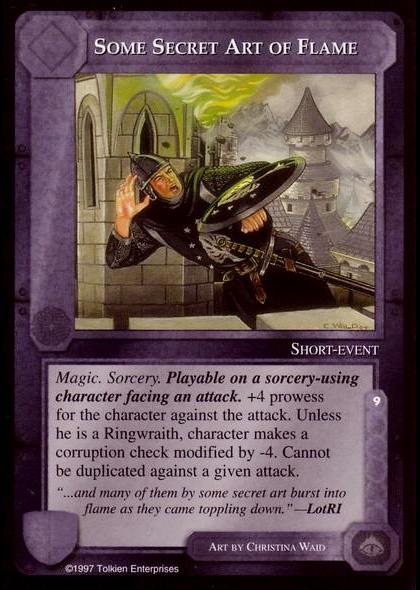 SOME SECRET ART OF FLAME
SHORT-EVENT
Magic. Sorcery. Playable on a sorcery-using
character facing an attack. +4 prowess
for the character against the attack. Unless
he is a Ringwraith, character makes a
corruption check modified by -4. Cannot
be duplicated against a given attack.
9
“...and many of them by some secret art burst into
flame as they came toppling down.”—LotRI
ART BY CHRISTINA WAID
©1997 Tolkien Enterprises